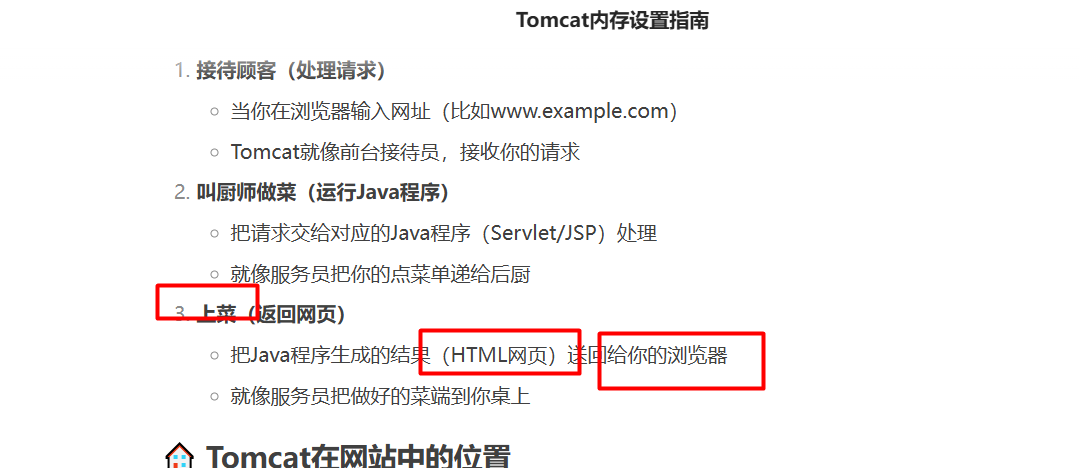 Tomcat内存设置指南
1. 接待顾客（处理请求）
当你在浏览器输入网址（比如www.example.com）
Tomcat就像前台接待员，接收你的请求
2. 叫厨师做菜（运行Java程序）
把请求交给对应的Java程序（Servlet/JSP）处理
就像服务员把你的点菜单递给后厨
3. 上菜（返回网页）
把Java程序生成的结果（HTML网页）送回给你的浏览器
就像服务员把做好的菜端到你桌上
Tomcat在网站中的位置